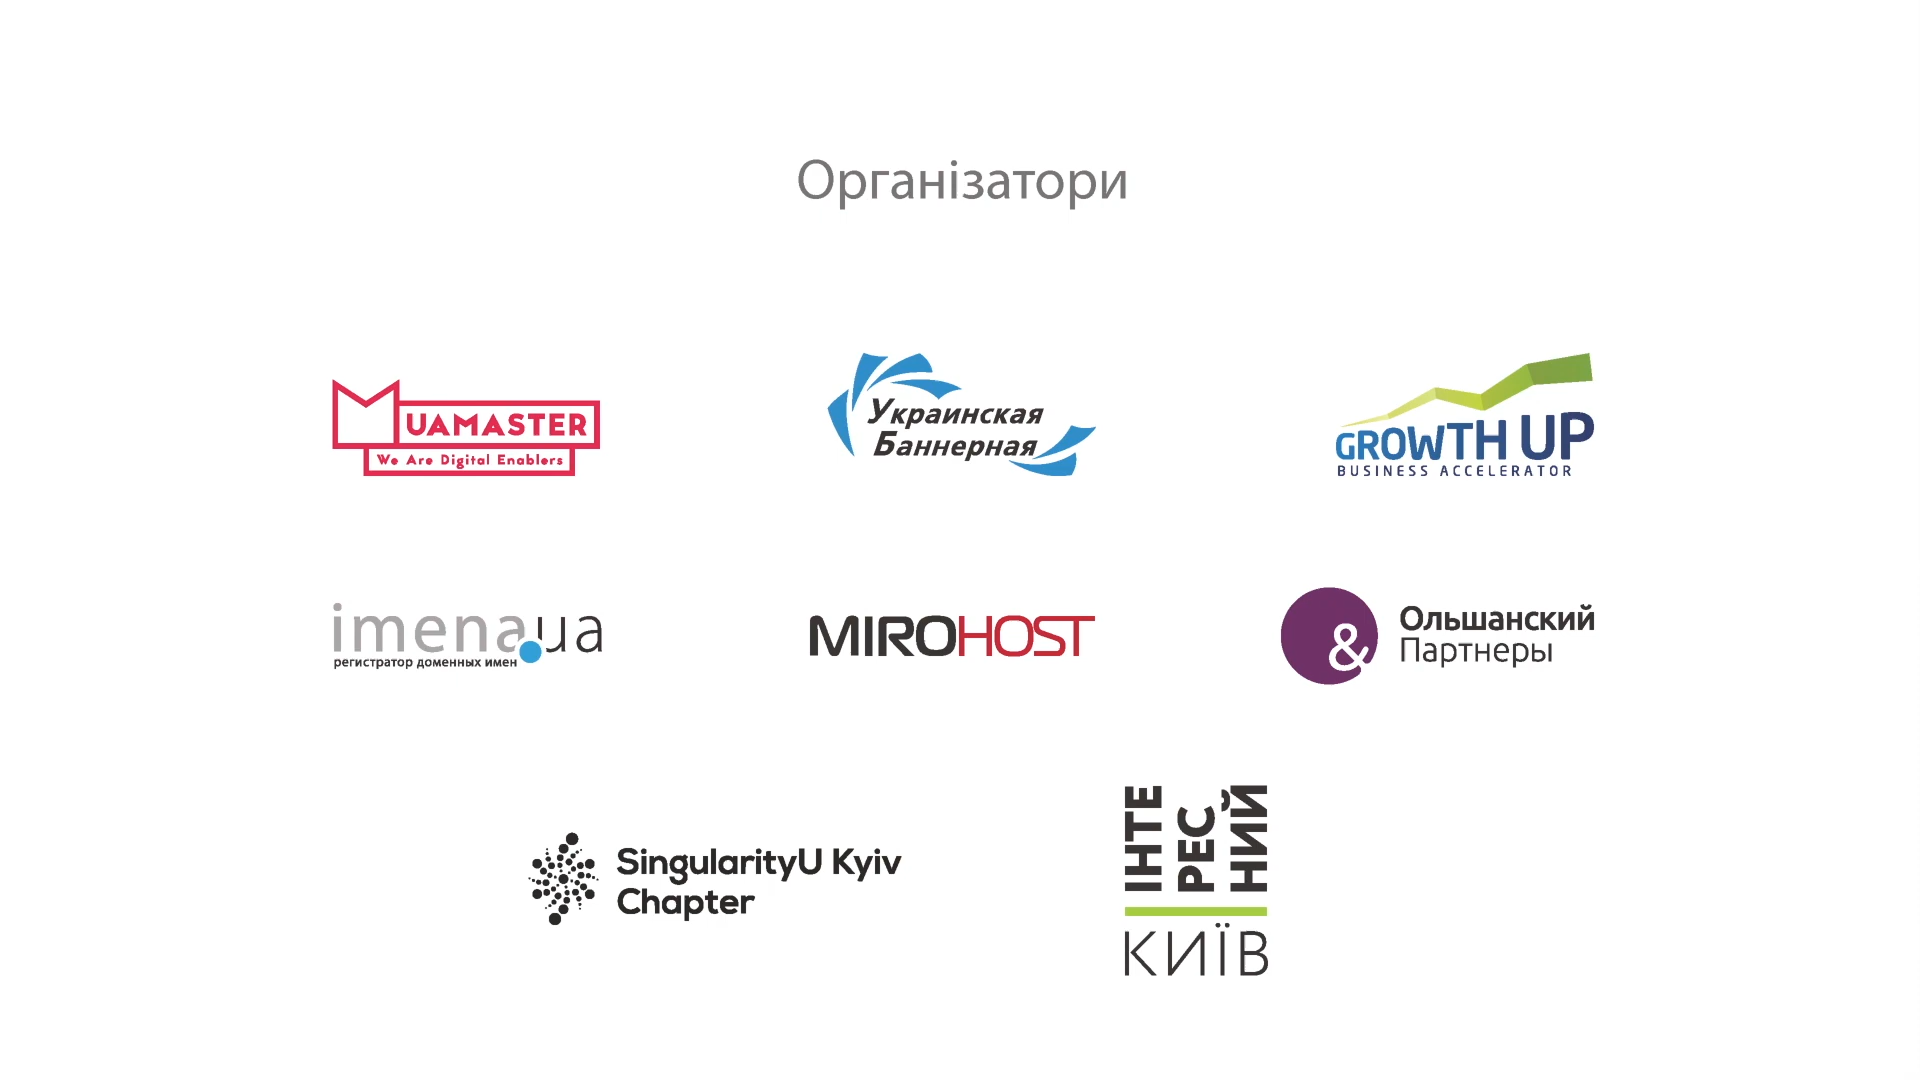 Організатори
UAMASTER
We Are Digital Enablers
Украинская
Баннерная
GROWTH UP
BUSINESS ACCELERATOR
imena.ua
регистратор доменных имен
MIROHOST
&
Ольшанский
Партнеры
SingularityU Kyiv
Chapter
ІНТЕ
РЕС
НИЙ
КИЇВ